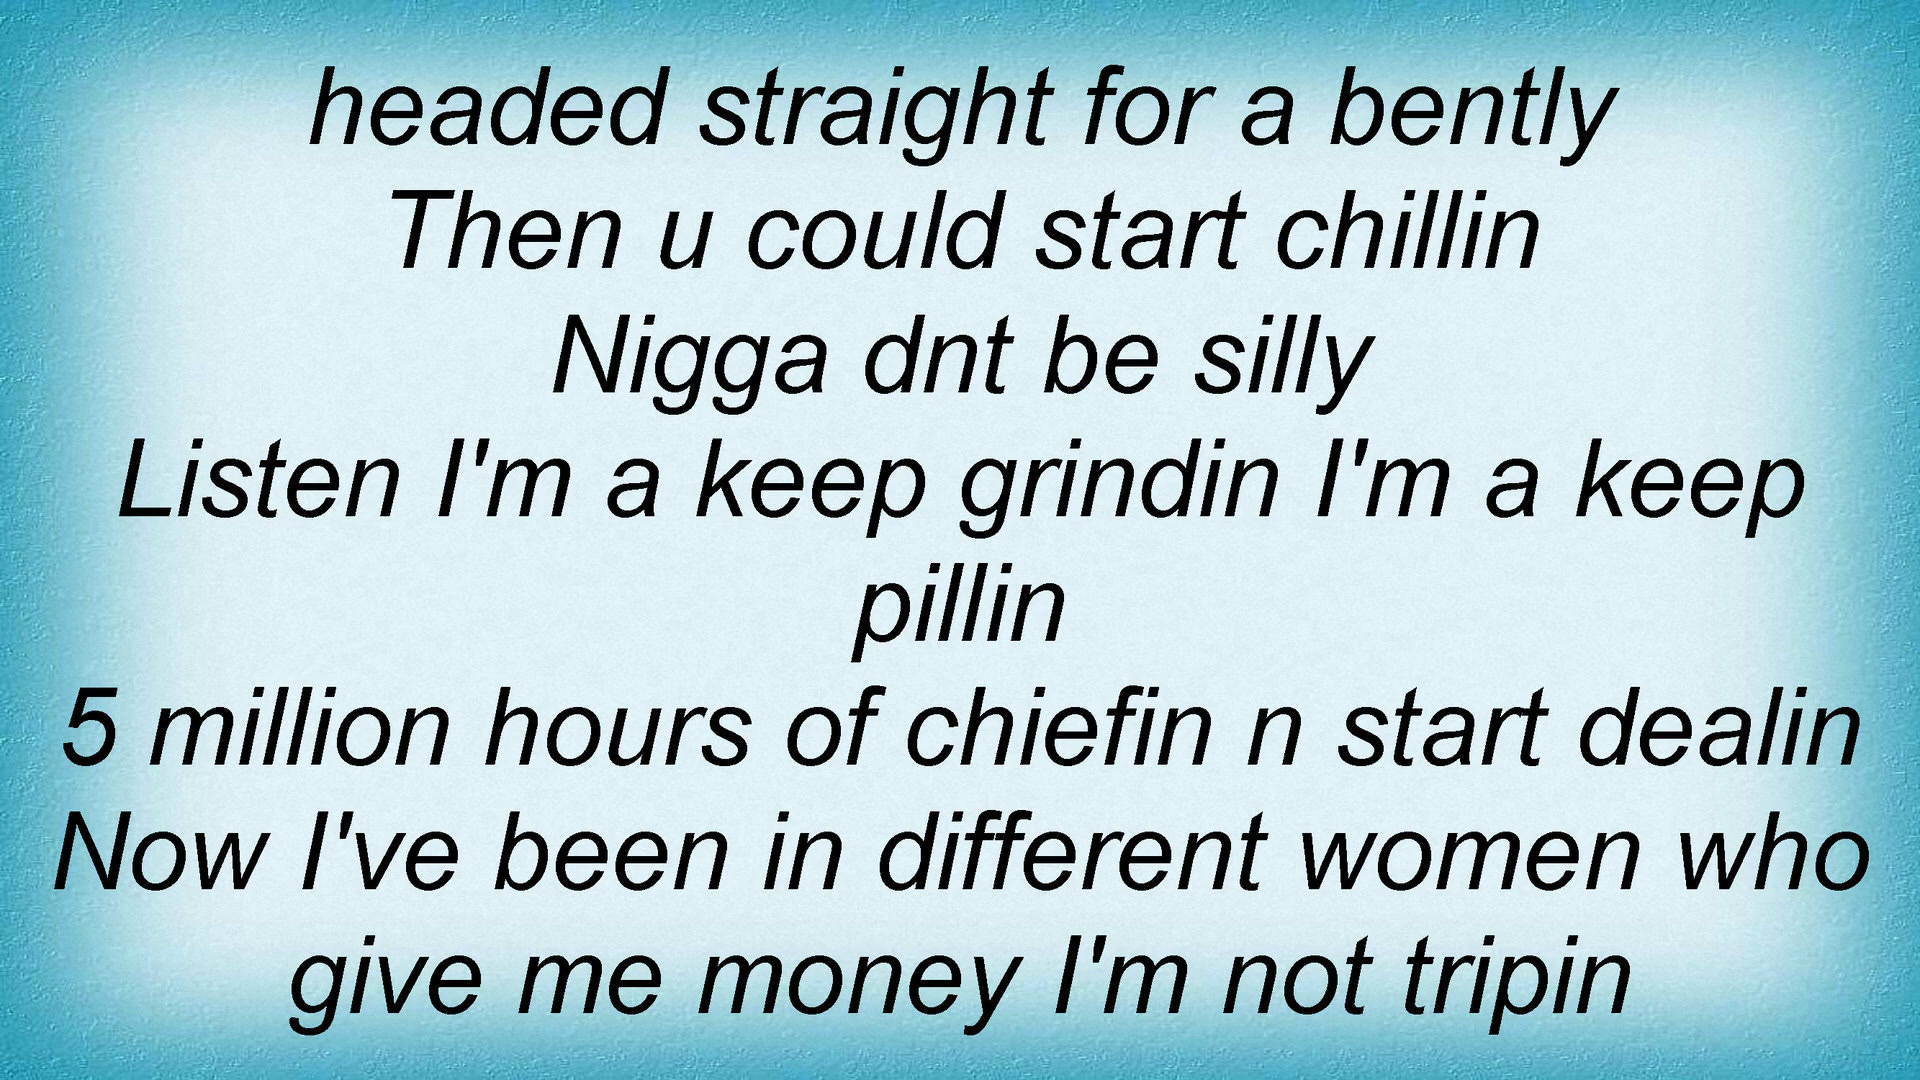 headed straight for a bently
Then u could start chillin
Nigga dnt be silly
Listen I'm a keep grindin I'm a keep
pillin
5 million hours of chiefin n start dealin
Now I've been in different women who
give me money I'm not tripin